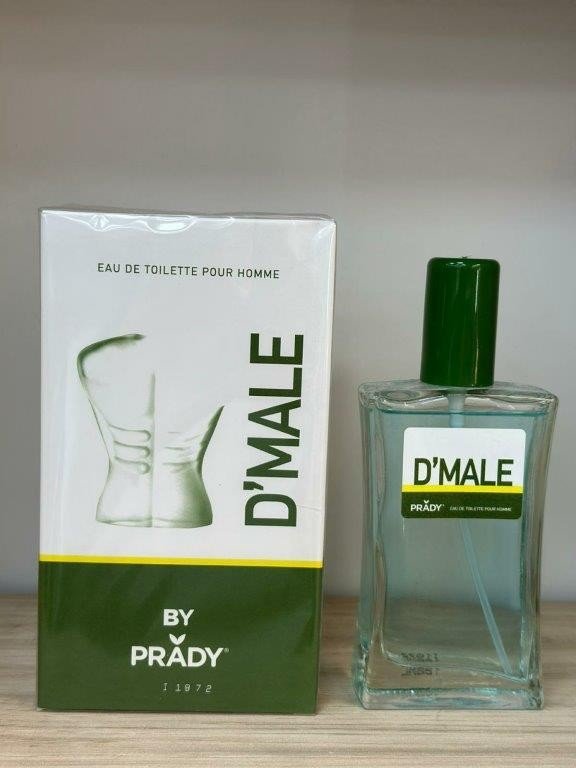 EAU DE TOILETTE POUR HOMME
D'MALE
BY
PRADY®
I 1972
D'MALE
PRADY® EAU DE TOILETTE POUR HOMME